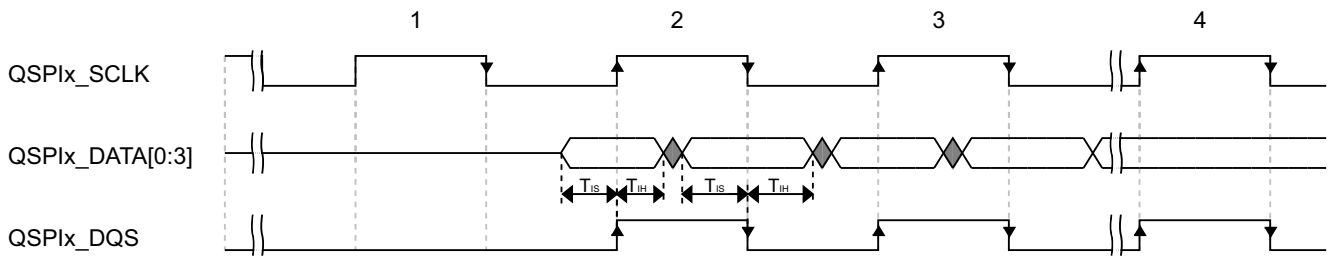 1 2 3 4
QSPIx_SCLK
QSPIx_DATA[0:3]
TIS TIH TIS TIH
QSPIx_DQS